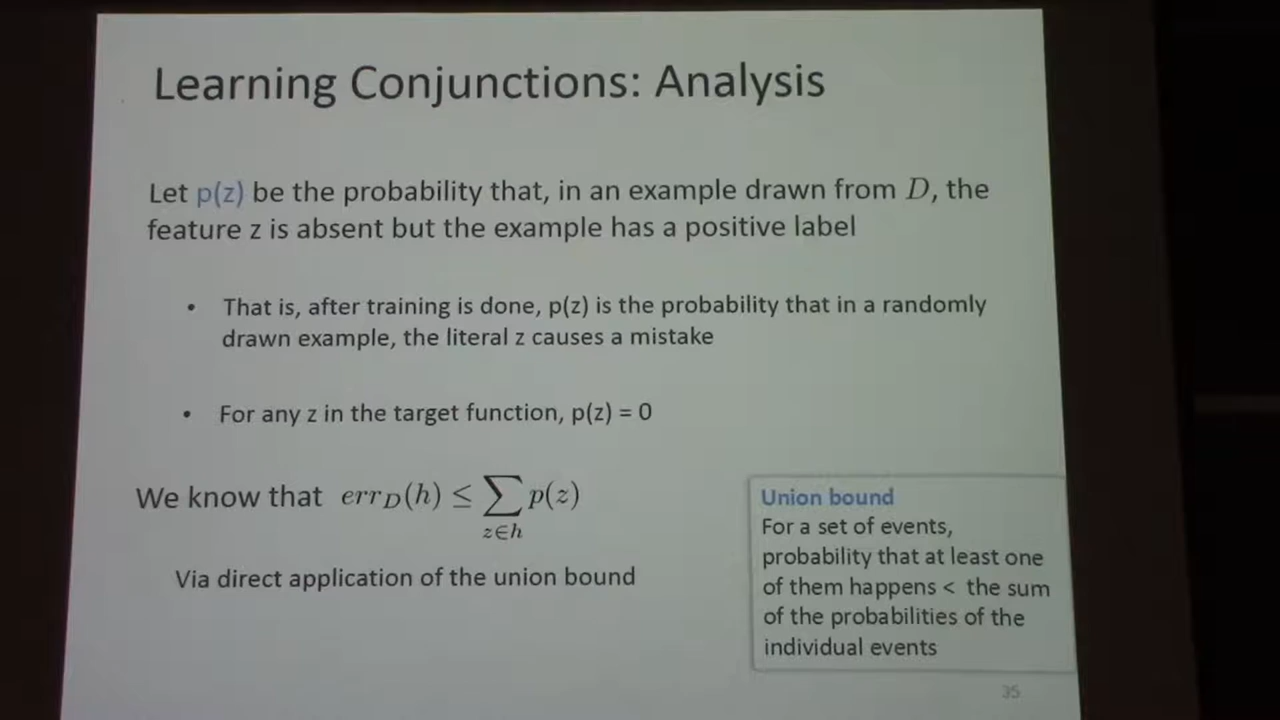 Learning Conjunctions: Analysis
Let p(z) be the probability that, in an example drawn from D, the
feature z is absent but the example has a positive label
• That is, after training is done, p(z) is the probability that in a randomly
drawn example, the literal z causes a mistake
• For any z in the target function, p(z) = 0
We know that err_D(h) ≤ ∑_{z∈h} p(z)
Via direct application of the union bound
Union bound
For a set of events,
probability that at least one
of them happens < the sum
of the probabilities of the
individual events
35